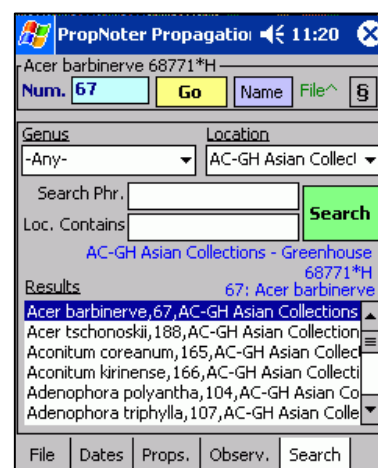 PropNoter Propagatio 11:20
Acer barbinerve 68771*H
Num. 67 Go Name File^ §
Genus Location
-Any- AC-GH Asian Collect
Search Phr.
Loc. Contains Search
AC-GH Asian Collections - Greenhouse
68771*H
Results 67: Acer barbinerve
Acer barbinerve,67,AC-GH Asian Collections
Acer tschonoskii,188,AC-GH Asian Collection
Aconitum coreanum,165,AC-GH Asian Collect
Aconitum kirinense,166,AC-GH Asian Collecti
Adenophora polyantha,104,AC-GH Asian Co
Adenophora triphylla,107,AC-GH Asian Colle
File Dates Props. Observ. Search